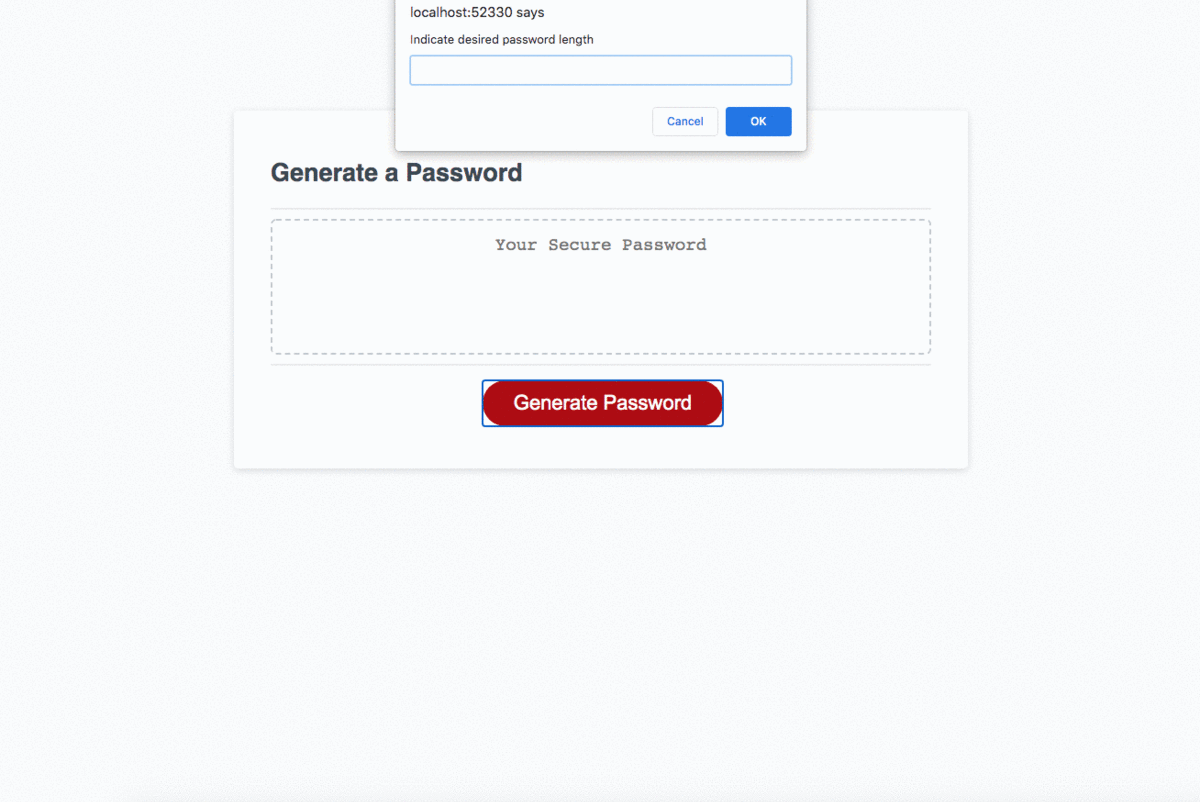 localhost:52330 says
Indicate desired password length
Cancel OK
Generate a Password
Your Secure Password
Generate Password